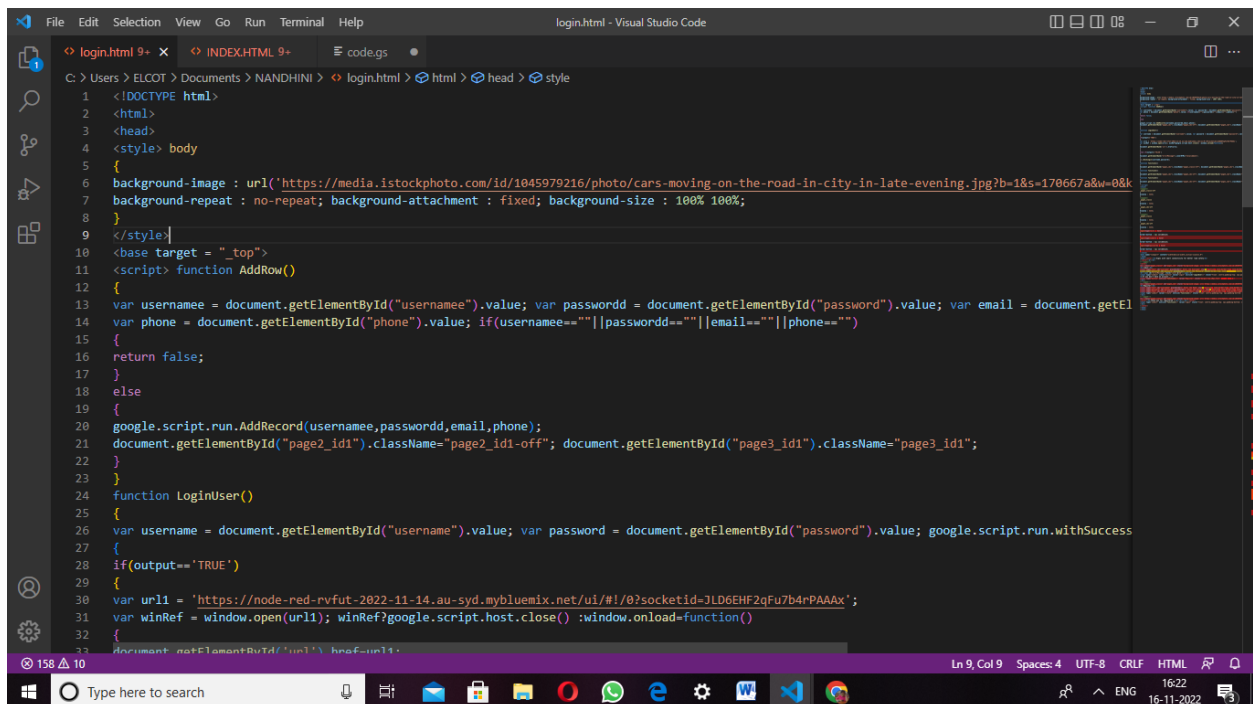 File Edit Selection View Go Run Terminal Help login.html - Visual Studio Code
login.html 9+ INDEX.HTML 9+ code.gs
C: > Users > ELCOT > Documents > NANDHINI > login.html > html > head > style
1 <!DOCTYPE html>
2 <html>
3 <head>
4 <style> body
5 {
6 background-image : url('https://media.istockphoto.com/id/1045979216/photo/cars-moving-on-the-road-in-city-in-late-evening.jpg?b=1&s=170667a&w=0&k
7 background-repeat : no-repeat; background-attachment : fixed; background-size : 100% 100%;
8 }
9 </style>
10 <base target = "_top">
11 <script> function AddRow()
12 {
13 var usernamee = document.getElementById("usernamee").value; var passwordd = document.getElementById("password").value; var email = document.getEl
14 var phone = document.getElementById("phone").value; if(usernamee==""||passwordd==""||email==""||phone=="")
15 {
16 return false;
17 }
18 else
19 {
20 google.script.run.AddRecord(usernamee,passwordd,email,phone);
21 document.getElementById("page2_id1").className="page2_id1-off"; document.getElementById("page3_id1").className="page3_id1";
22 }
23 }
24 function LoginUser()
25 {
26 var username = document.getElementById("username").value; var password = document.getElementById("password").value; google.script.run.withSuccess
27 {
28 if(output=='TRUE')
29 {
30 var url1 = 'https://node-red-rvfut-2022-11-14.au-syd.mybluemix.net/ui/#!/0?socketid=JLD6EHF2qFu7b4rPAAAx';
31 var winRef = window.open(url1); winRef?google.script.host.close() :window.onload=function()
32 {
33 document.getElementById('url').href=url1;
158 10 Ln 9, Col 9 Spaces: 4 UTF-8 CRLF HTML
Type here to search ENG 16:22
16-11-2022 3